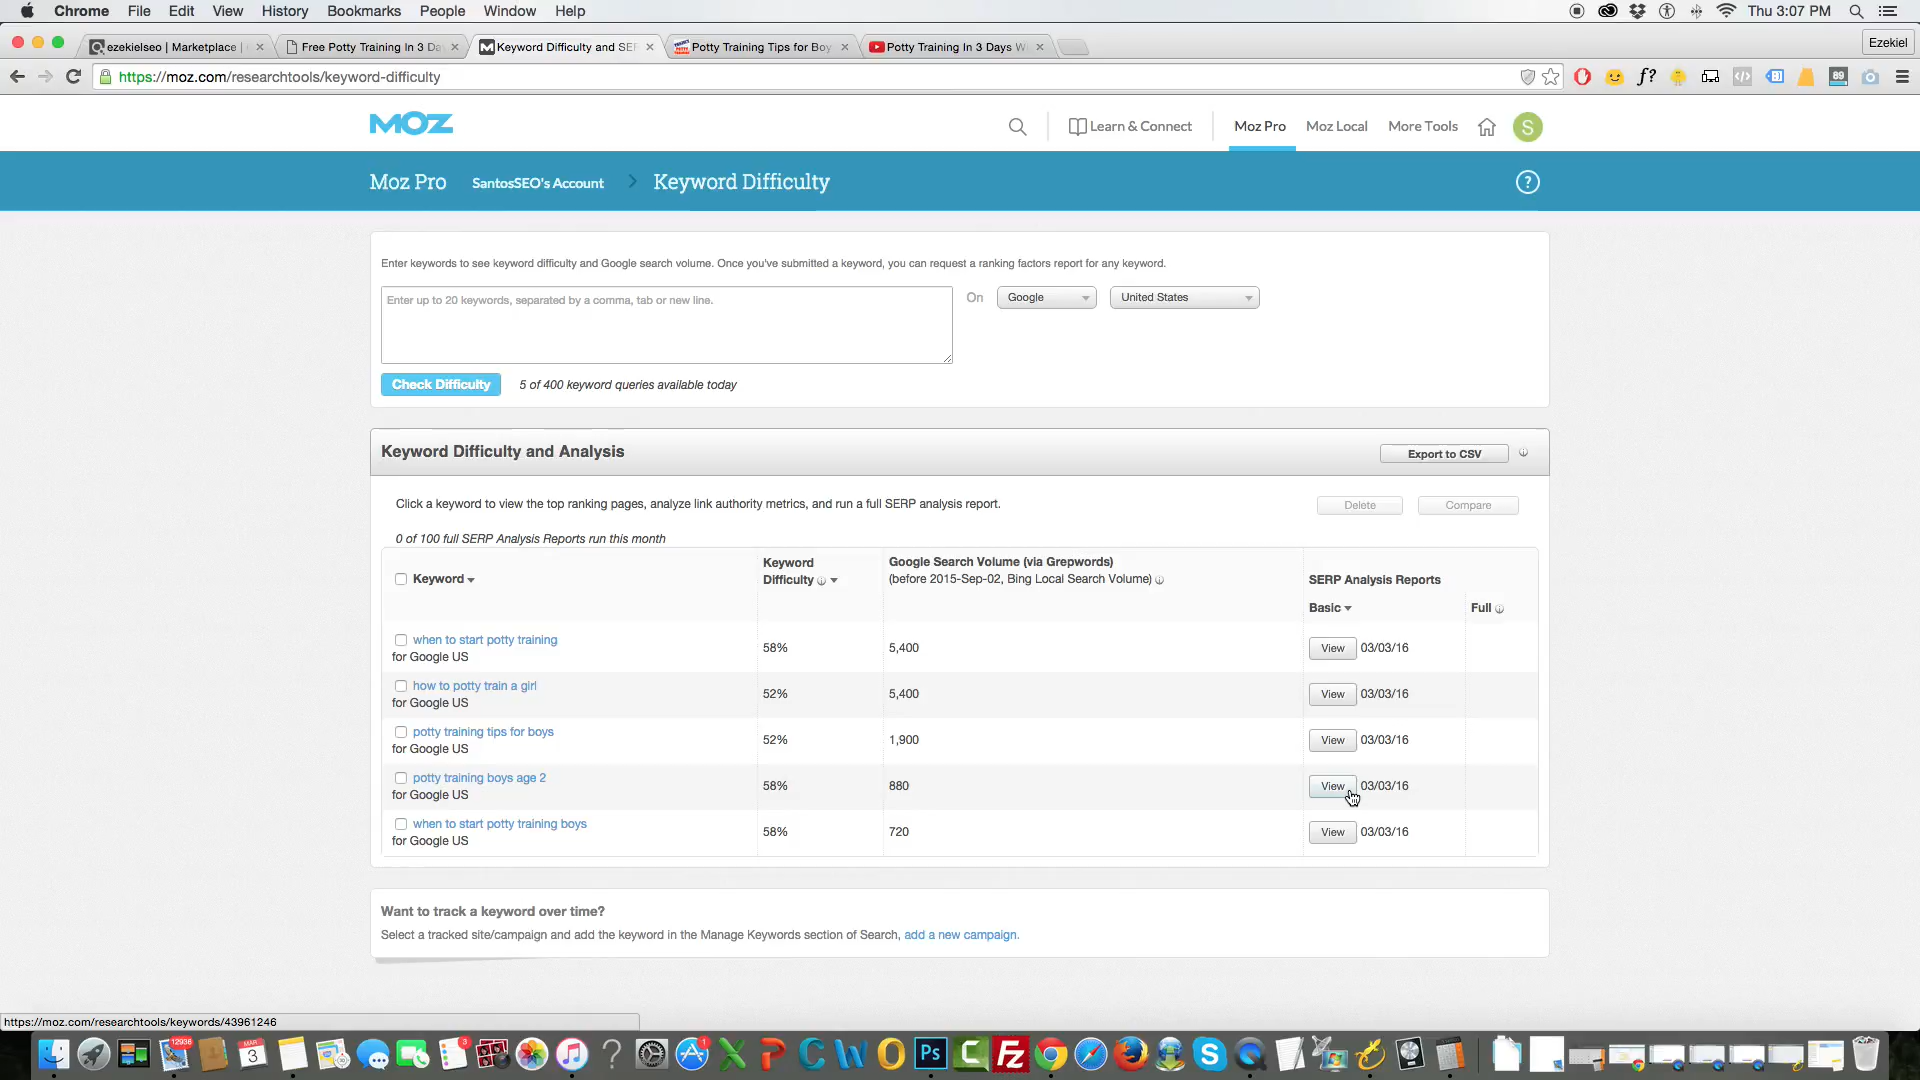 Chrome File Edit View History Bookmarks People Window Help Thu 3:07 PM
ezekielseo | Marketplace Free Potty Training In 3 Da Keyword Difficulty and SER Potty Training Tips for Boy Potty Training In 3 Days W Ezekiel
https://moz.com/researchtools/keyword-difficulty 89
MOZ Learn & Connect Moz Pro Moz Local More Tools S
Moz Pro SantosSEO's Account Keyword Difficulty ?
Enter keywords to see keyword difficulty and Google search volume. Once you've submitted a keyword, you can request a ranking factors report for any keyword.
Enter up to 20 keywords, separated by a comma, tab or new line. On Google United States
Check Difficulty 5 of 400 keyword queries available today
Keyword Difficulty and Analysis Export to CSV
Click a keyword to view the top ranking pages, analyze link authority metrics, and run a full SERP analysis report. Delete Compare
0 of 100 full SERP Analysis Reports run this month
Keyword Keyword Difficulty Google Search Volume (via Grepwords) SERP Analysis Reports
(before 2015-Sep-02, Bing Local Search Volume)
Basic Full
when to start potty training 58% 5,400 View 03/03/16
for Google US
how to potty train a girl 52% 5,400 View 03/03/16
for Google US
potty training tips for boys 52% 1,900 View 03/03/16
for Google US
potty training boys age 2 58% 880 View 03/03/16
for Google US
when to start potty training boys 58% 720 View 03/03/16
for Google US
Want to track a keyword over time?
Select a tracked site/campaign and add the keyword in the Manage Keywords section of Search, add a new campaign.
https://moz.com/researchtools/keywords/43961246
12938 MAR 3 3 1 Ps Fz